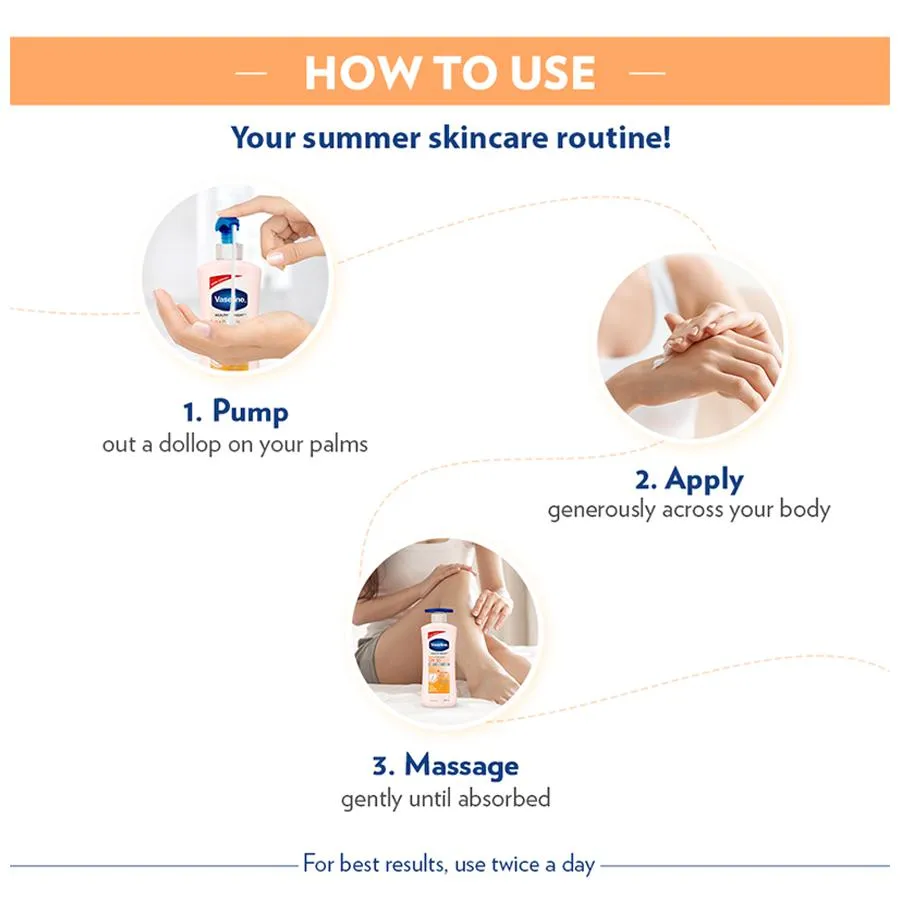 HOW TO USE
Your summer skincare routine!
Vaseline
1. Pump
out a dollop on your palms
2. Apply
generously across your body
Vaseline
3. Massage
gently until absorbed
For best results, use twice a day